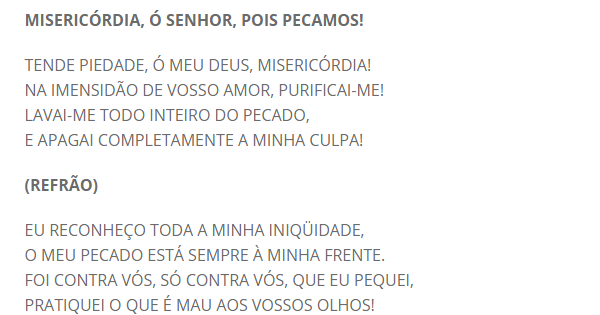 MISERICÓRDIA, Ó SENHOR, POIS PECAMOS!
TENDE PIEDADE, Ó MEU DEUS, MISERICÓRDIA!
NA IMENSIDÃO DE VOSSO AMOR, PURIFICAI-ME!
LAVAI-ME TODO INTEIRO DO PECADO,
E APAGAI COMPLETAMENTE A MINHA CULPA!
(REFRÃO)
EU RECONHEÇO TODA A MINHA INIQÜIDADE,
O MEU PECADO ESTÁ SEMPRE À MINHA FRENTE.
FOI CONTRA VÓS, SÓ CONTRA VÓS, QUE EU PEQUEI,
PRATIQUEI O QUE É MAU AOS VOSSOS OLHOS!